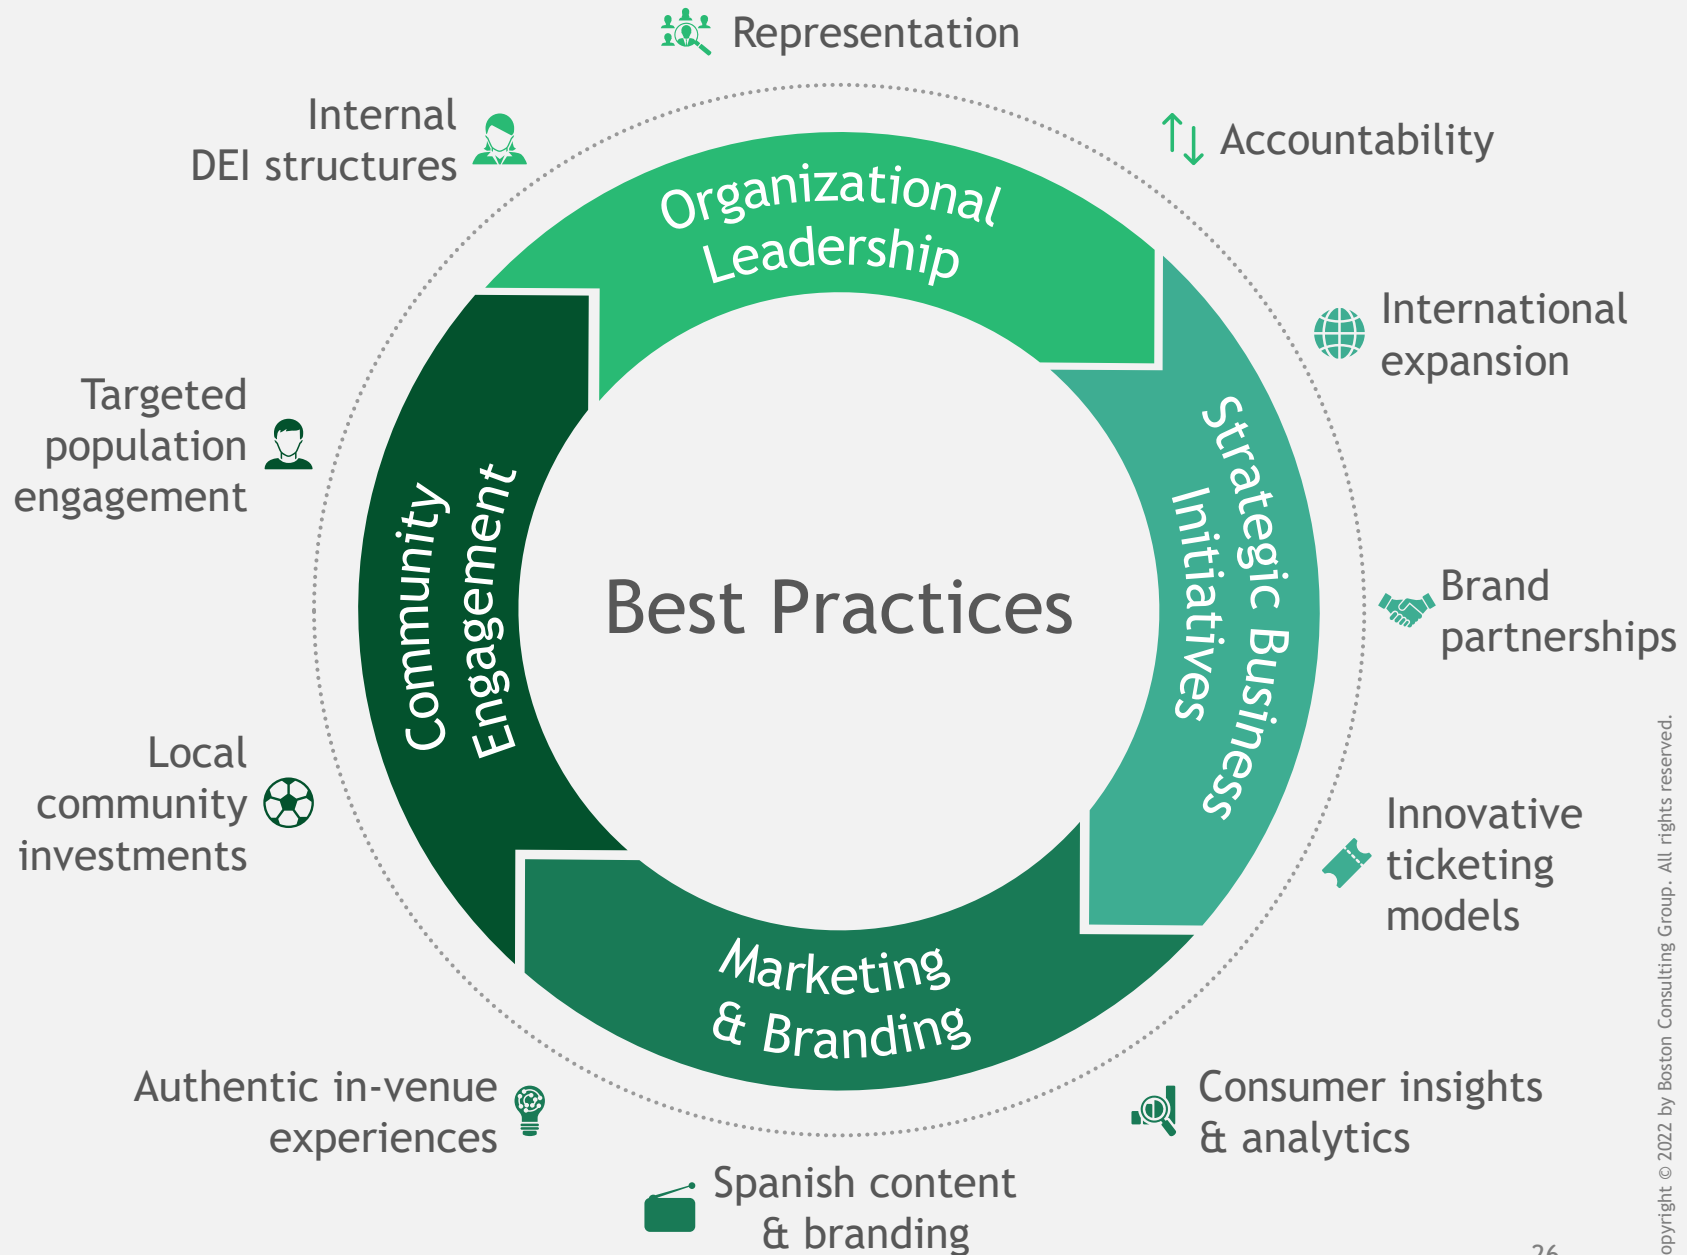 Representation
Internal
DEI structures
Accountability
Organizational
Leadership
International
expansion
Targeted
population
engagement
Strategic Business
Initiatives
Community
Engagement
Best Practices
Brand
partnerships
Local
community
investments
Innovative
ticketing
models
Marketing
& Branding
Authentic in-venue
experiences
Consumer insights
& analytics
Spanish content
& branding
26
opyright © 2022 by Boston Consulting Group. All rights reserved.